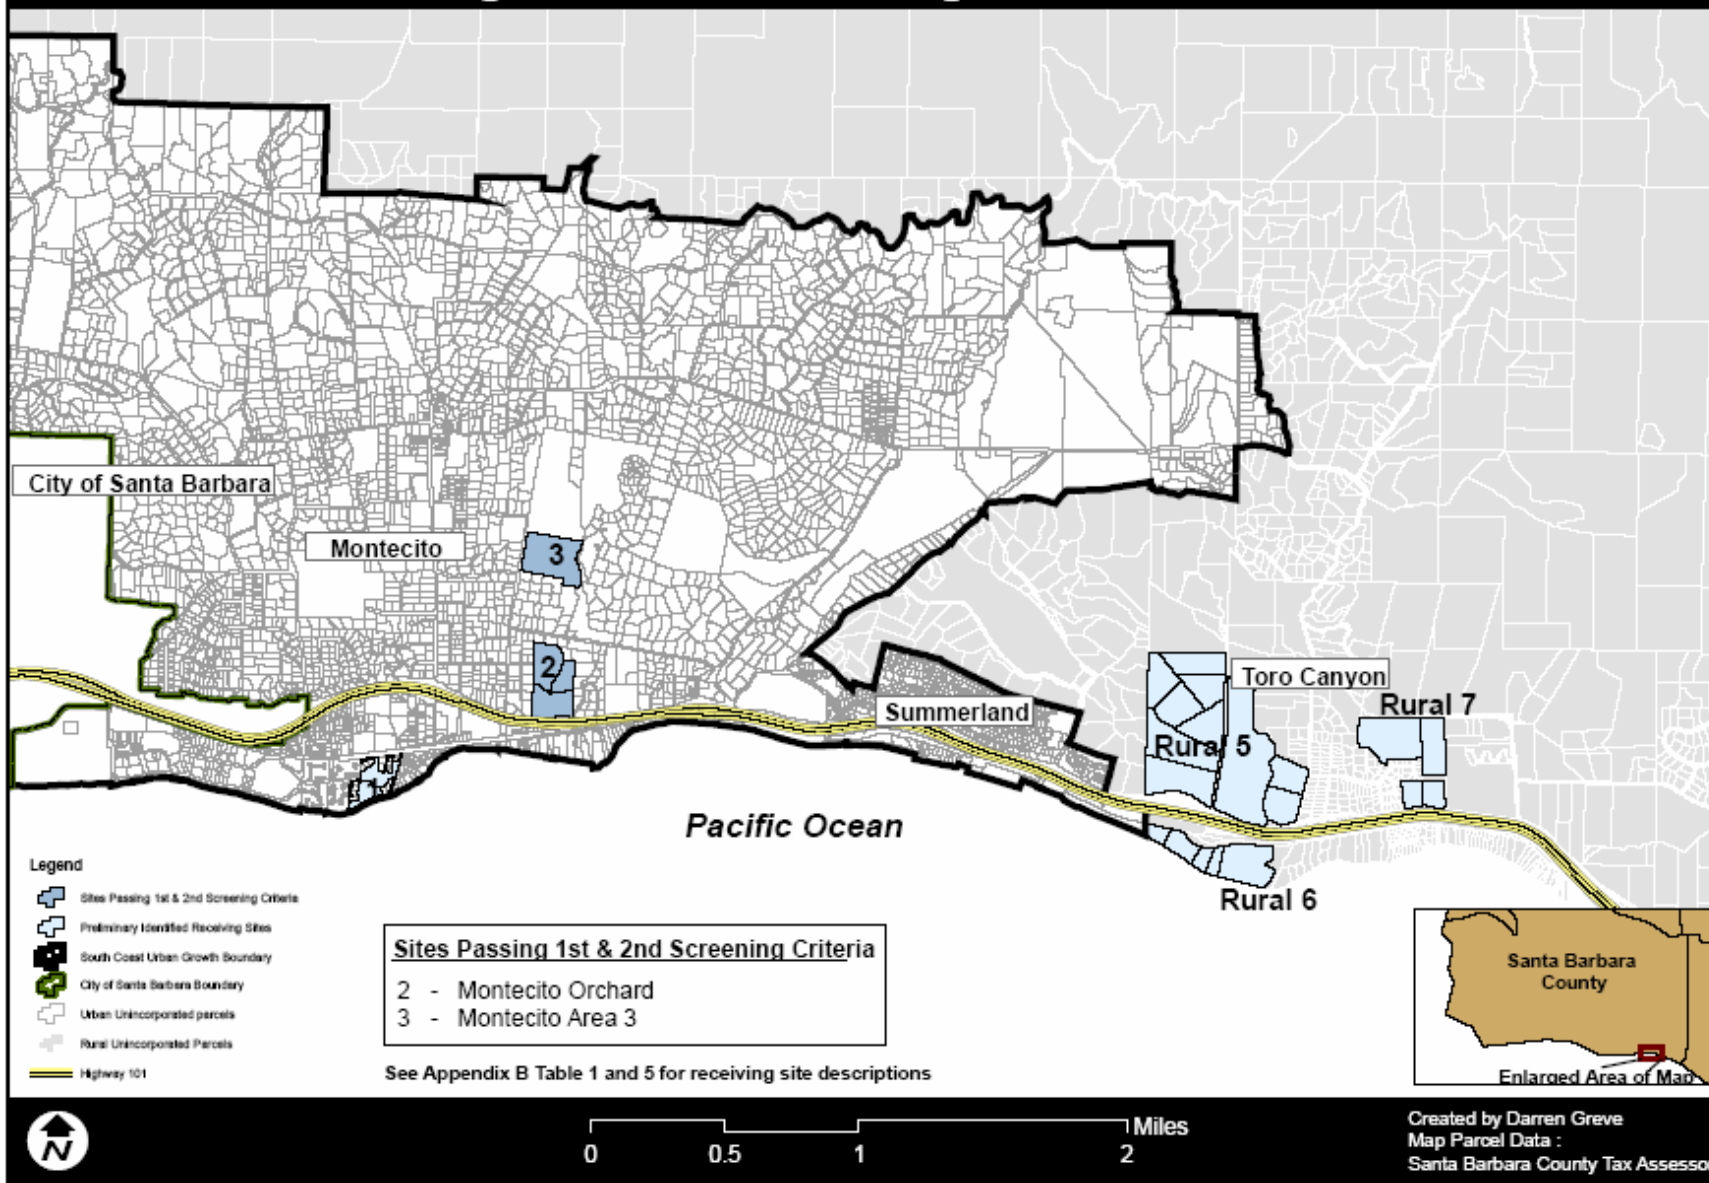 City of Santa Barbara
Montecito
3
2
Summerland
Toro Canyon
Rural 5
Rural 7
Rural 6
Pacific Ocean
Legend
Sites Passing 1st & 2nd Screening Criteria
Preliminary Identified Receiving Sites
South Coast Urban Growth Boundary
City of Santa Barbara Boundary
Urban Unincorporated parcels
Rural Unincorporated Parcels
Highway 101
Sites Passing 1st & 2nd Screening Criteria
2 - Montecito Orchard
3 - Montecito Area 3
See Appendix B Table 1 and 5 for receiving site descriptions
Santa Barbara
County
Enlarged Area of Map
N
0 0.5 1 2 Miles
Created by Darren Greve
Map Parcel Data :
Santa Barbara County Tax Assesso